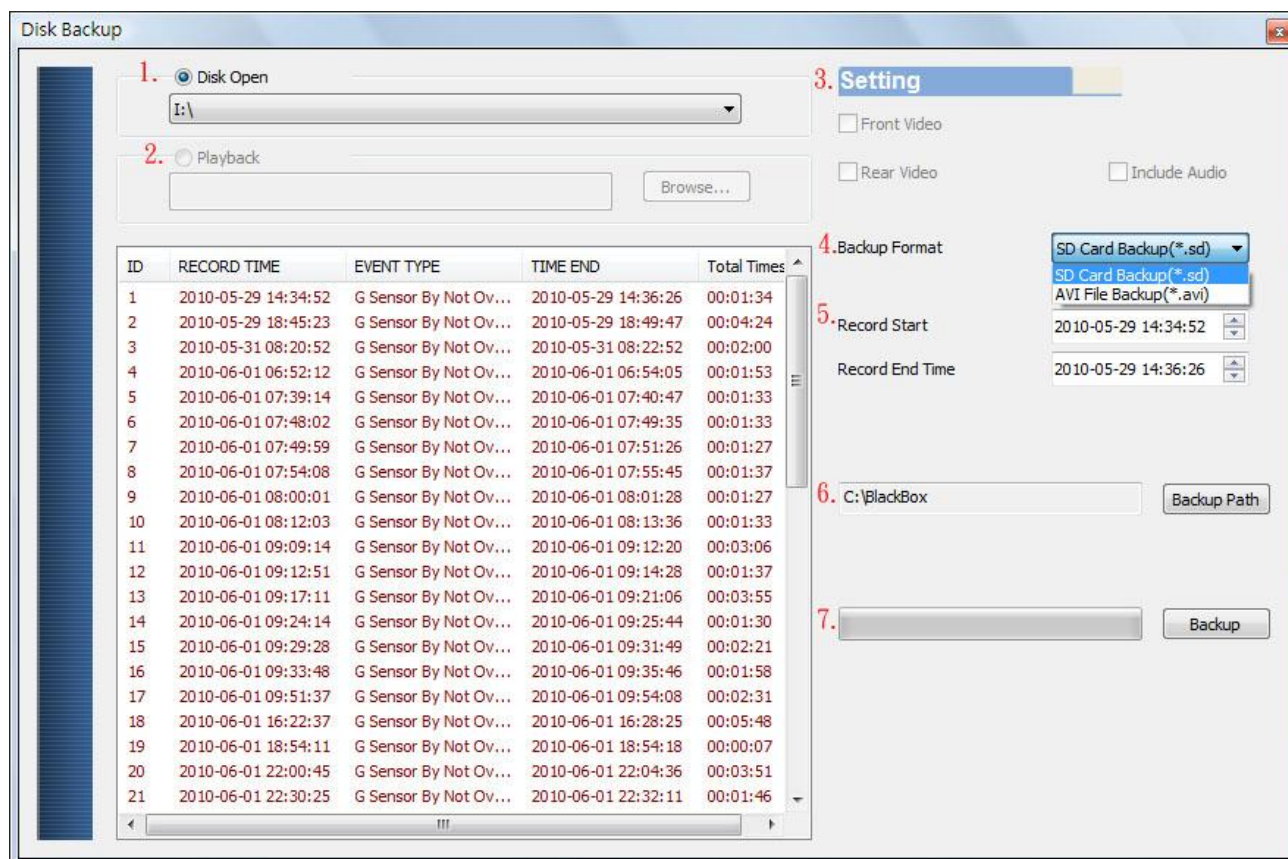 Disk Backup
1. Disk Open
I:\
2. Playback
Browse...
ID RECORD TIME EVENT TYPE TIME END Total Times
1 2010-05-29 14:34:52 G Sensor By Not Ov... 2010-05-29 14:36:26 00:01:34
2 2010-05-29 18:45:23 G Sensor By Not Ov... 2010-05-29 18:49:47 00:04:24
3 2010-05-31 08:20:52 G Sensor By Not Ov... 2010-05-31 08:22:52 00:02:00
4 2010-06-01 06:52:12 G Sensor By Not Ov... 2010-06-01 06:54:05 00:01:53
5 2010-06-01 07:39:14 G Sensor By Not Ov... 2010-06-01 07:40:47 00:01:33
6 2010-06-01 07:48:02 G Sensor By Not Ov... 2010-06-01 07:49:35 00:01:33
7 2010-06-01 07:49:59 G Sensor By Not Ov... 2010-06-01 07:51:26 00:01:27
8 2010-06-01 07:54:08 G Sensor By Not Ov... 2010-06-01 07:55:45 00:01:37
9 2010-06-01 08:00:01 G Sensor By Not Ov... 2010-06-01 08:01:28 00:01:27
10 2010-06-01 08:12:03 G Sensor By Not Ov... 2010-06-01 08:13:36 00:01:33
11 2010-06-01 09:09:14 G Sensor By Not Ov... 2010-06-01 09:12:20 00:03:06
12 2010-06-01 09:12:51 G Sensor By Not Ov... 2010-06-01 09:14:28 00:01:37
13 2010-06-01 09:17:11 G Sensor By Not Ov... 2010-06-01 09:21:06 00:03:55
14 2010-06-01 09:24:14 G Sensor By Not Ov... 2010-06-01 09:25:44 00:01:30
15 2010-06-01 09:29:28 G Sensor By Not Ov... 2010-06-01 09:31:49 00:02:21
16 2010-06-01 09:33:48 G Sensor By Not Ov... 2010-06-01 09:35:46 00:01:58
17 2010-06-01 09:51:37 G Sensor By Not Ov... 2010-06-01 09:54:08 00:02:31
18 2010-06-01 16:22:37 G Sensor By Not Ov... 2010-06-01 16:28:25 00:05:48
19 2010-06-01 18:54:11 G Sensor By Not Ov... 2010-06-01 18:54:18 00:00:07
20 2010-06-01 22:00:45 G Sensor By Not Ov... 2010-06-01 22:04:36 00:03:51
21 2010-06-01 22:30:25 G Sensor By Not Ov... 2010-06-01 22:32:11 00:01:46
3. Setting
Front Video
Rear Video Include Audio
4. Backup Format SD Card Backup(*.sd)
SD Card Backup(*.sd)
AVI File Backup(*.avi)
5. Record Start 2010-05-29 14:34:52
Record End Time 2010-05-29 14:36:26
6. C:\BlackBox Backup Path
7. Backup